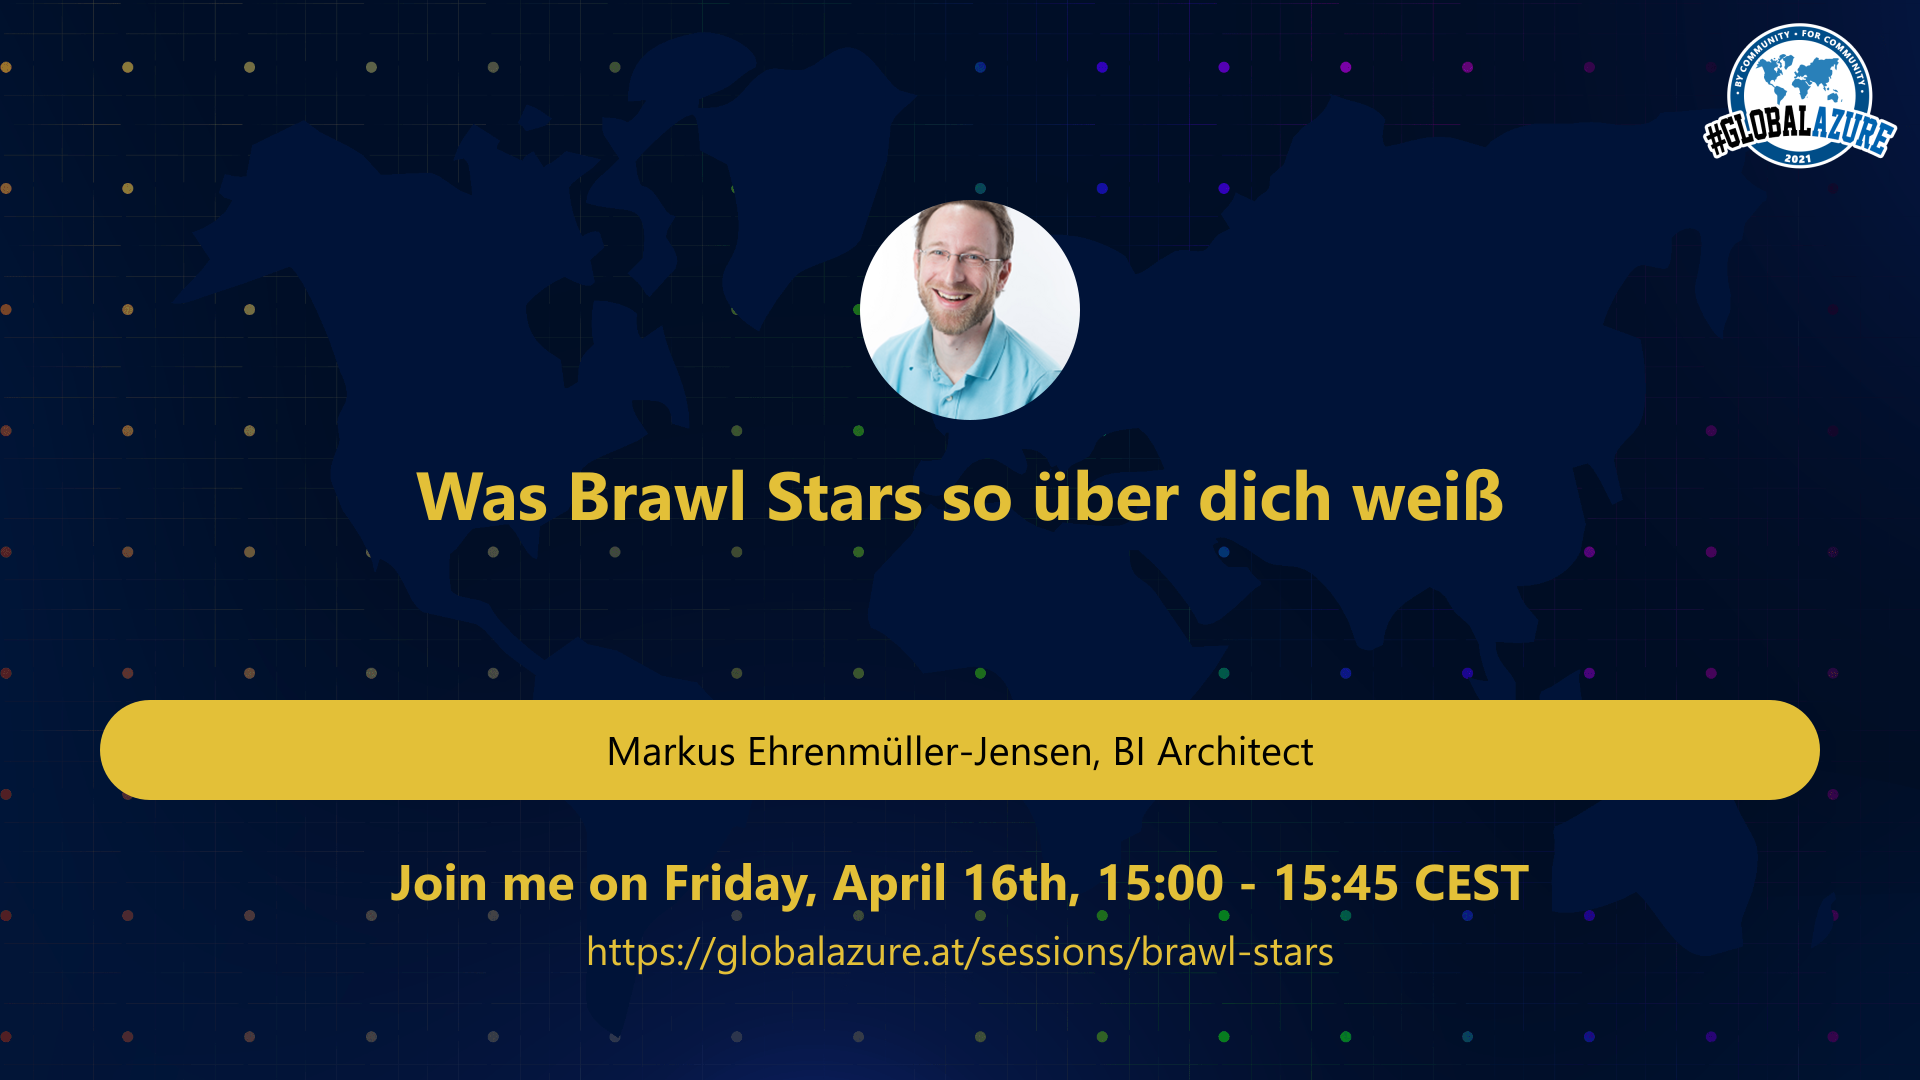 • BY COMMUNITY • FOR COMMUNITY •
#GLOBALAZURE
2021
Was Brawl Stars so über dich weiß
Markus Ehrenmüller-Jensen, BI Architect
Join me on Friday, April 16th, 15:00 - 15:45 CEST
https://globalazure.at/sessions/brawl-stars